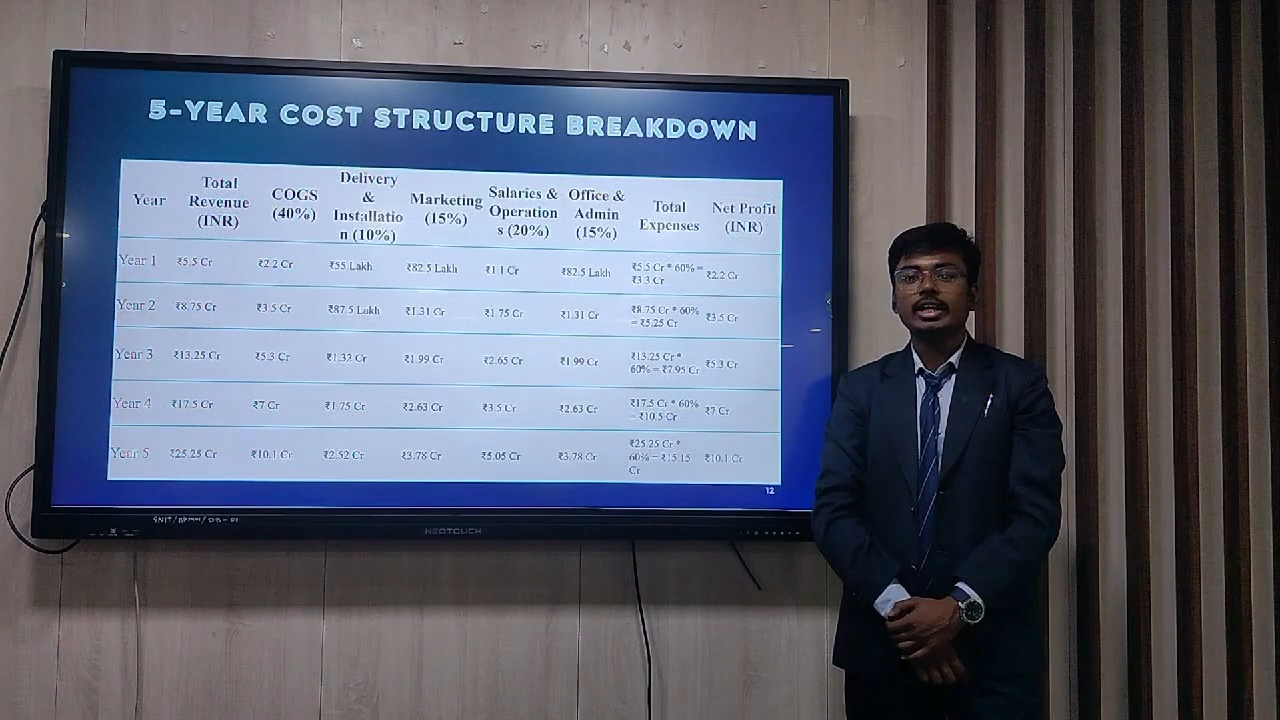 5-YEAR COST STRUCTURE BREAKDOWN
Year
Total
Revenue
(INR)
COGS
(40%)
Delivery
&
Installatio
n (10%)
Marketing
(15%)
Salaries &
Operation
s (20%)
Office &
Admin
(15%)
Total
Expenses
Net Profit
(INR)
Year 1
₹5.5 Cr
₹2.2 Cr
₹55 Lakh
₹82.5 Lakh
₹1.1 Cr
₹82.5 Lakh
₹5.5 Cr * 60% =
₹3.3 Cr
₹2.2 Cr
Year 2
₹8.75 Cr
₹3.5 Cr
₹87.5 Lakh
₹1.31 Cr
₹1.75 Cr
₹1.31 Cr
₹8.75 Cr * 60%
= ₹5.25 Cr
₹3.5 Cr
Year 3
₹13.25 Cr
₹5.3 Cr
₹1.32 Cr
₹1.99 Cr
₹2.65 Cr
₹1.99 Cr
₹13.25 Cr *
60% = ₹7.95 Cr
₹5.3 Cr
Year 4
₹17.5 Cr
₹7 Cr
₹1.75 Cr
₹2.63 Cr
₹3.5 Cr
₹2.63 Cr
₹17.5 Cr * 60%
= ₹10.5 Cr
₹7 Cr
Year 5
₹25.25 Cr
₹10.1 Cr
₹2.52 Cr
₹3.78 Cr
₹5.05 Cr
₹3.78 Cr
₹25.25 Cr *
60% = ₹15.15
Cr
₹10.1 Cr
12
NEOTOUCH